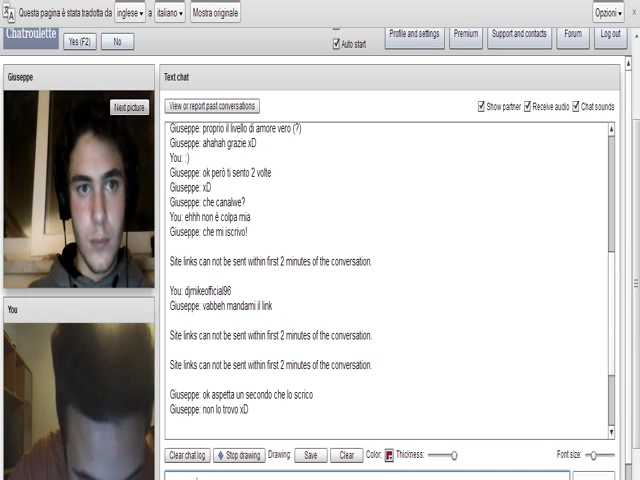 Questa pagina è stata tradotta da inglese a italiano Mostra originale Opzioni x
Chatroulette
Yes (F2) No Auto start Profile and settings Premium Support and contacts Forum Log out
Giuseppe
Next picture
You
Text chat
View or report past conversations Show partner Receive audio Chat sounds
Giuseppe: proprio il livello di amore vero (?)
Giuseppe: ahahah grazie xD
You: :)
Giuseppe: ok però ti sento 2 volte
Giuseppe: xD
Giuseppe: che canalwe?
You: ehhh non è colpa mia
Giuseppe: che mi iscrivo!
Site links can not be sent within first 2 minutes of the conversation.
You: djmikeofficial96
Giuseppe: vabbeh mandami il link
Site links can not be sent within first 2 minutes of the conversation.
Site links can not be sent within first 2 minutes of the conversation.
Giuseppe: ok aspetta un secondo che lo scrico
Giuseppe: non lo trovo xD
Clear chat log Stop drawing Drawing: Save Clear Color: Thickness: Font size: